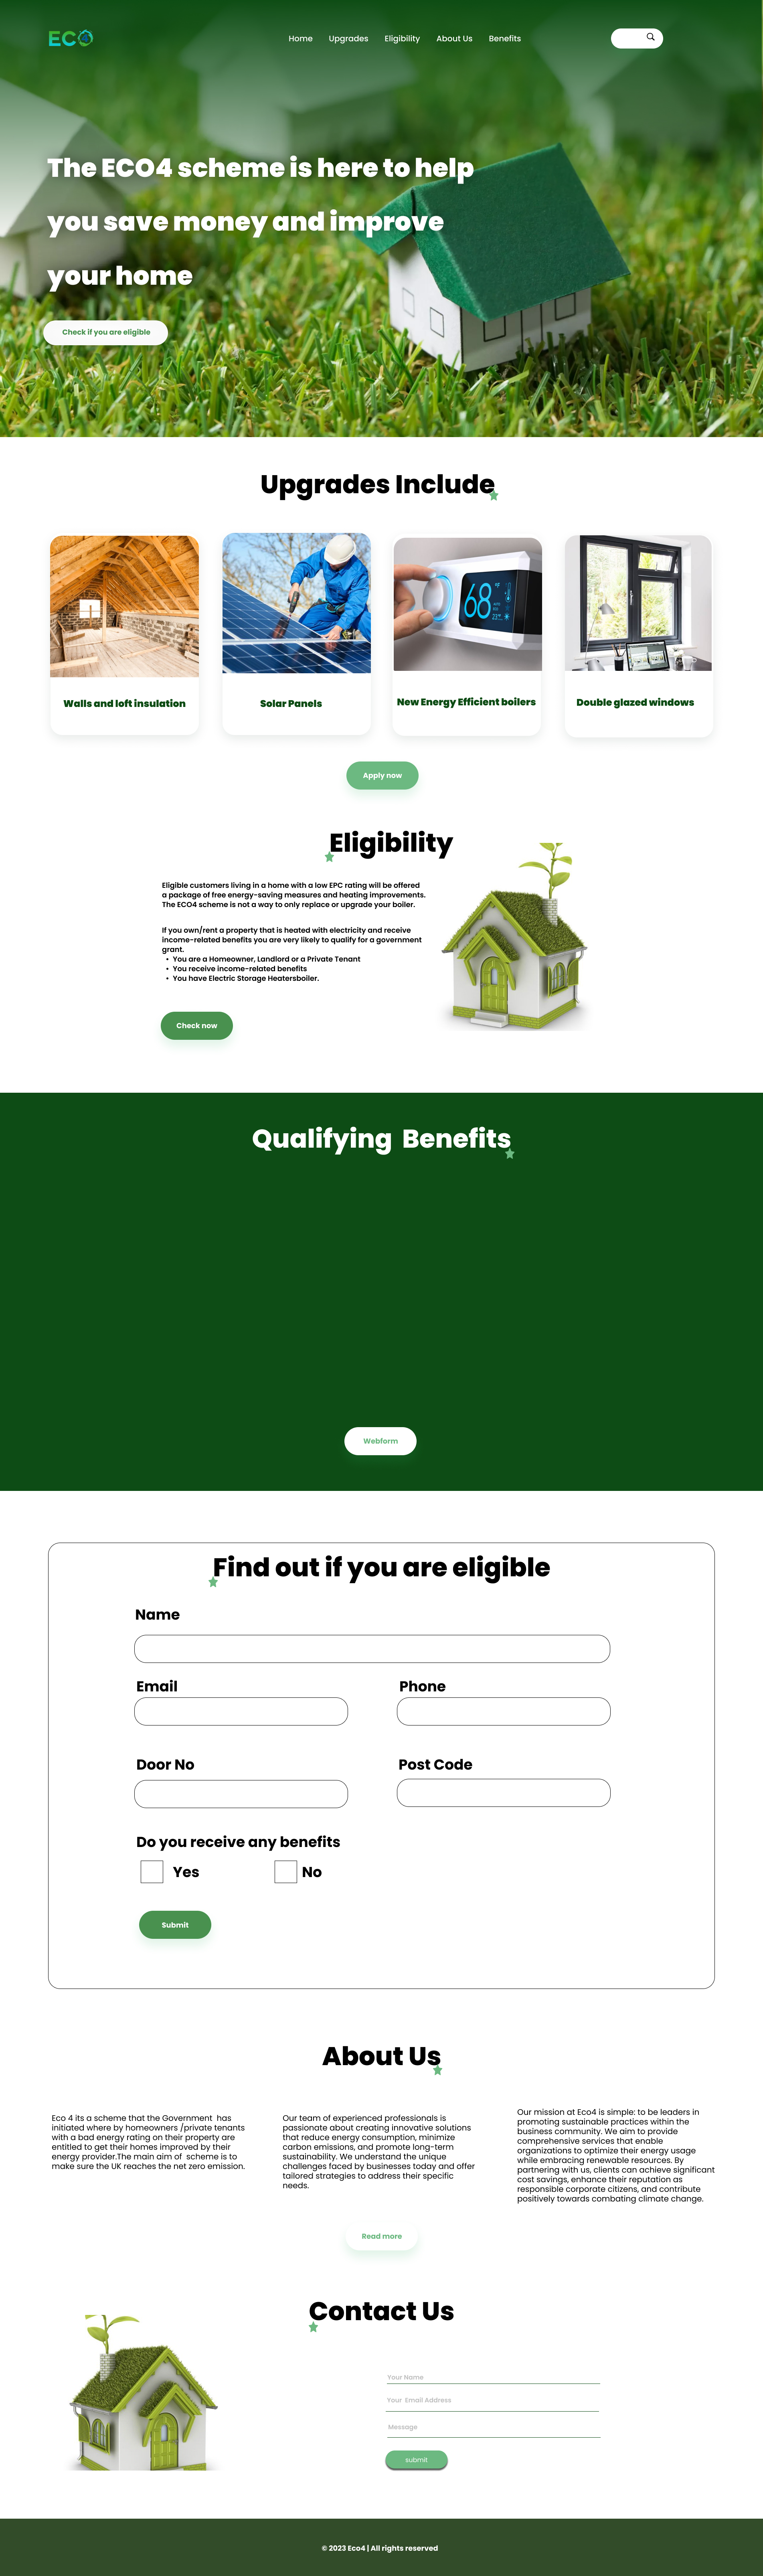 ECO
Home Upgrades Eligibility About Us Benefits
The ECO4 scheme is here to help
you save money and improve
your home
Check if you are eligible
Upgrades Include
68
Walls and loft insulation
Solar Panels
New Energy Efficient boilers
Double glazed windows
Apply now
Eligibility
Eligible customers living in a home with a low EPC rating will be offered
a package of free energy-saving measures and heating improvements.
The ECO4 scheme is not a way to only replace or upgrade your boiler.
If you own/rent a property that is heated with electricity and receive
income-related benefits you are very likely to qualify for a government
grant.
• You are a Homeowner, Landlord or a Private Tenant
• You receive income-related benefits
• You have Electric Storage Heatersboiler.
Check now
Qualifying Benefits
Webform
Find out if you are eligible
Name
Email Phone
Door No Post Code
Do you receive any benefits
Yes No
Submit
About Us
Eco 4 its a scheme that the Government has
initiated where by homeowners /private tenants
with a bad energy rating on their property are
entitled to get their homes improved by their
energy provider.The main aim of scheme is to
make sure the UK reaches the net zero emission.
Our team of experienced professionals is
passionate about creating innovative solutions
that reduce energy consumption, minimize
carbon emissions, and promote long-term
sustainability. We understand the unique
challenges faced by businesses today and offer
tailored strategies to address their specific
needs.
Our mission at Eco4 is simple: to be leaders in
promoting sustainable practices within the
business community. We aim to provide
comprehensive services that enable
organizations to optimize their energy usage
while embracing renewable resources. By
partnering with us, clients can achieve significant
cost savings, enhance their reputation as
responsible corporate citizens, and contribute
positively towards combating climate change.
Read more
Contact Us
Your Name
Your Email Address
Message
submit
© 2023 Eco4 | All rights reserved